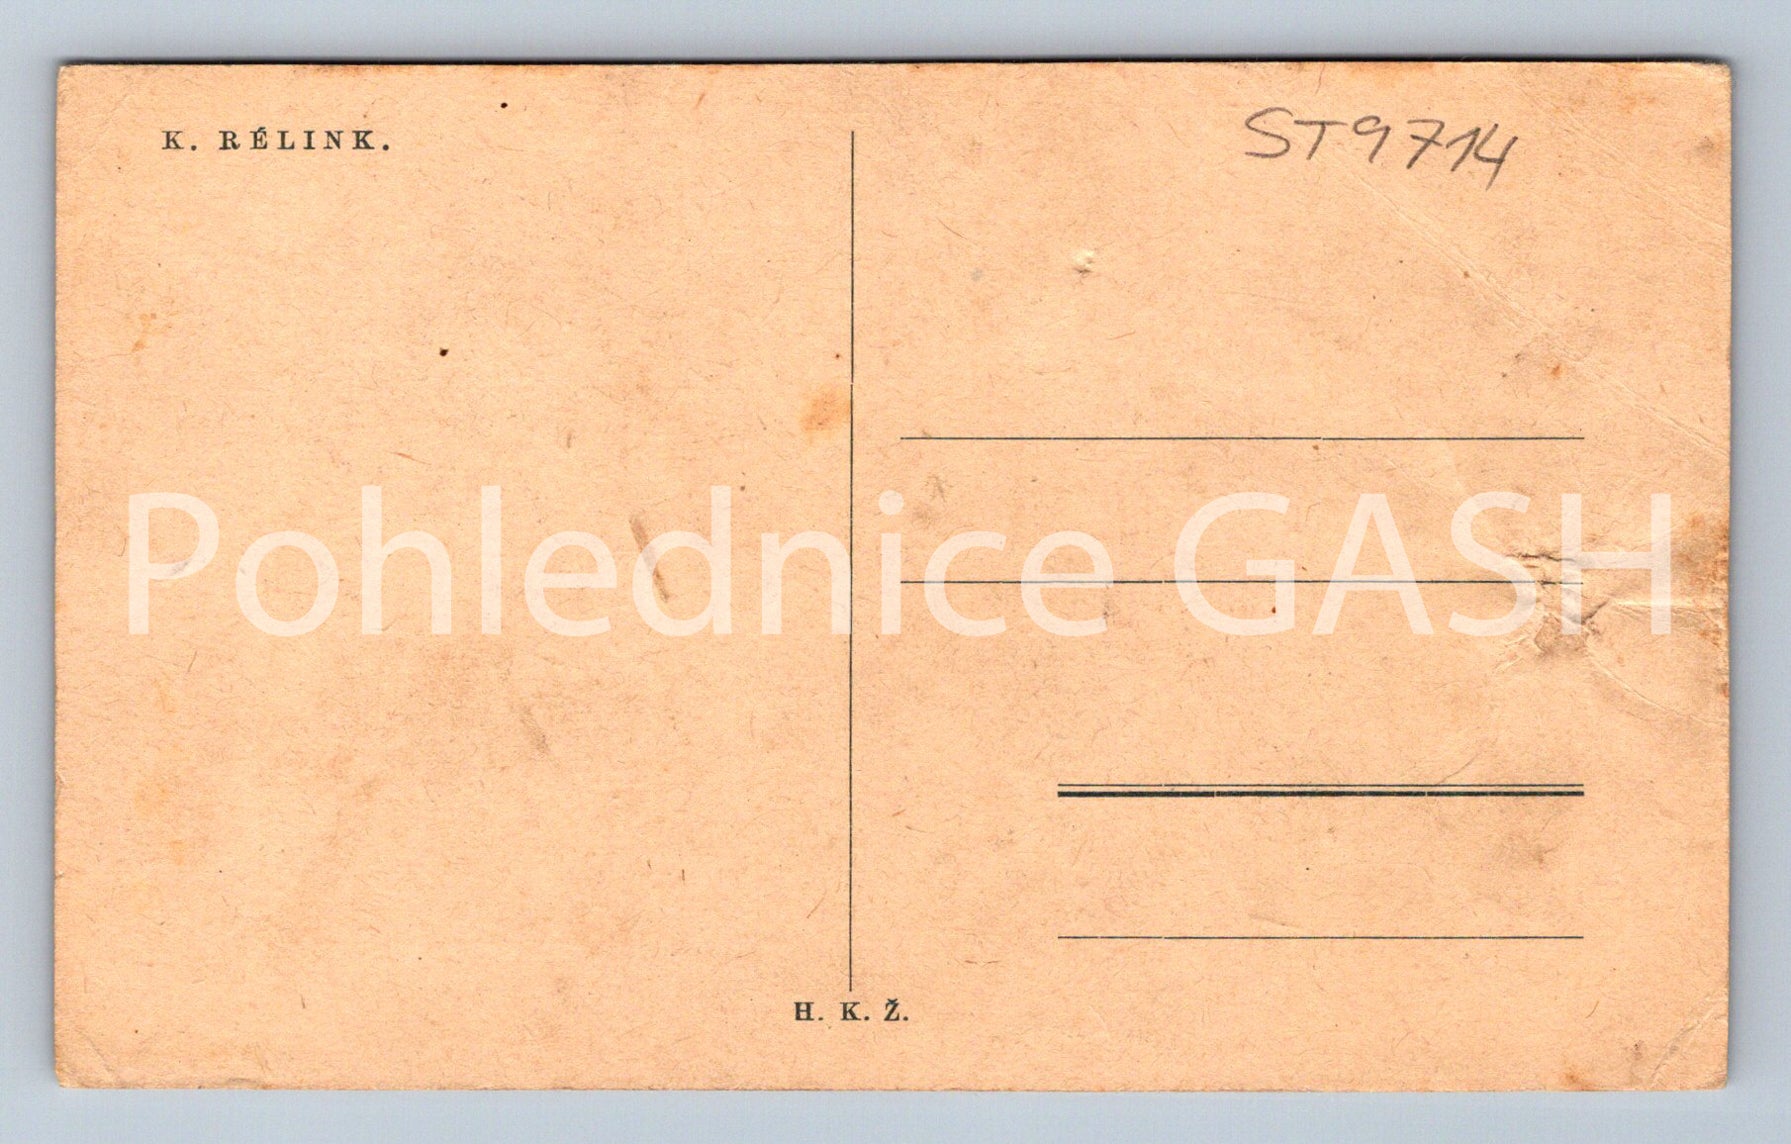 K. RÉLINK.
ST9714
Pohlednice GASH
H. K. Ž.